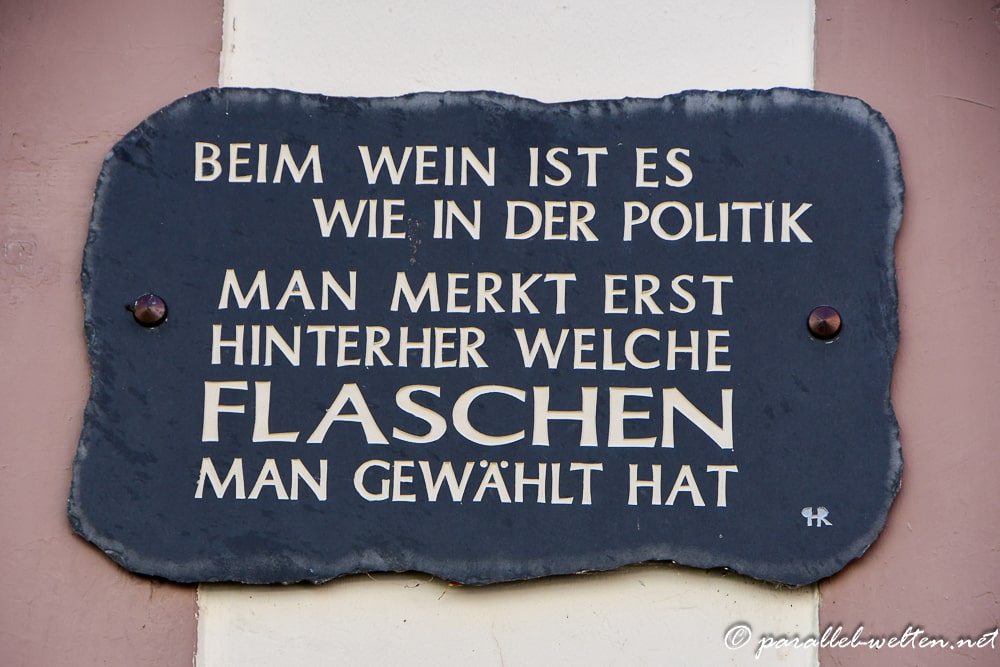 BEIM WEIN IST ES
WIE IN DER POLITIK
MAN MERKT ERST
HINTERHER WELCHE
FLASCHEN
MAN GEWÄHLT HAT
HR
© parallel-welten.net